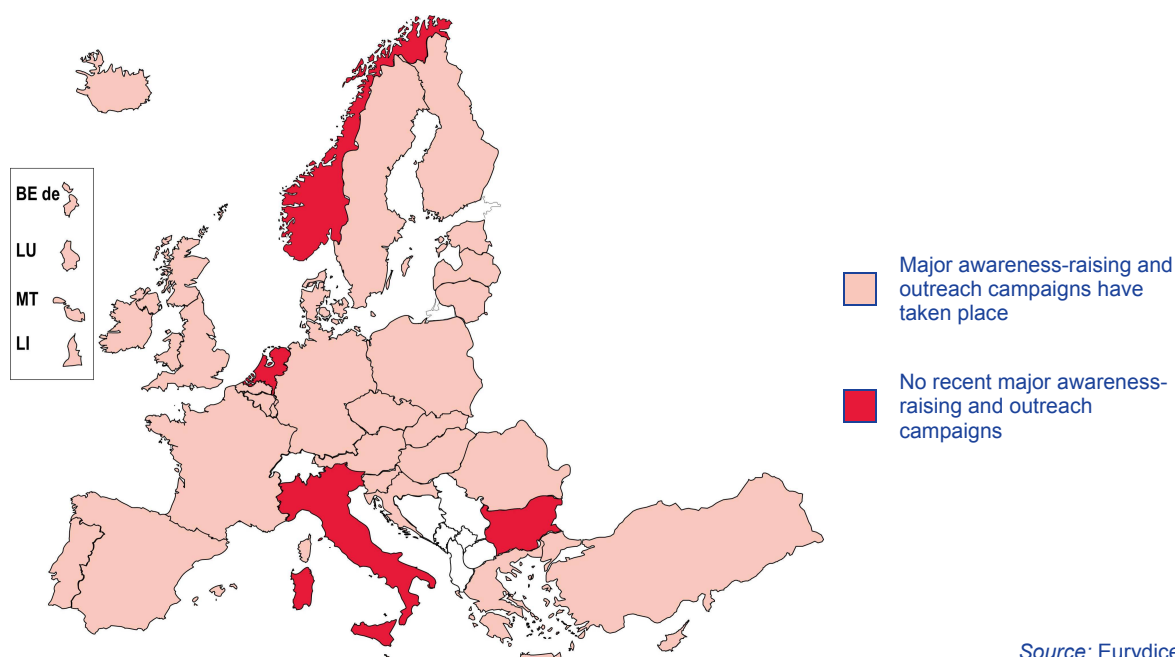 BE de
LU
MT
LI
Major awareness-raising and
outreach campaigns have
taken place
No recent major awareness-
raising and outreach
campaigns
Source: Eurydice